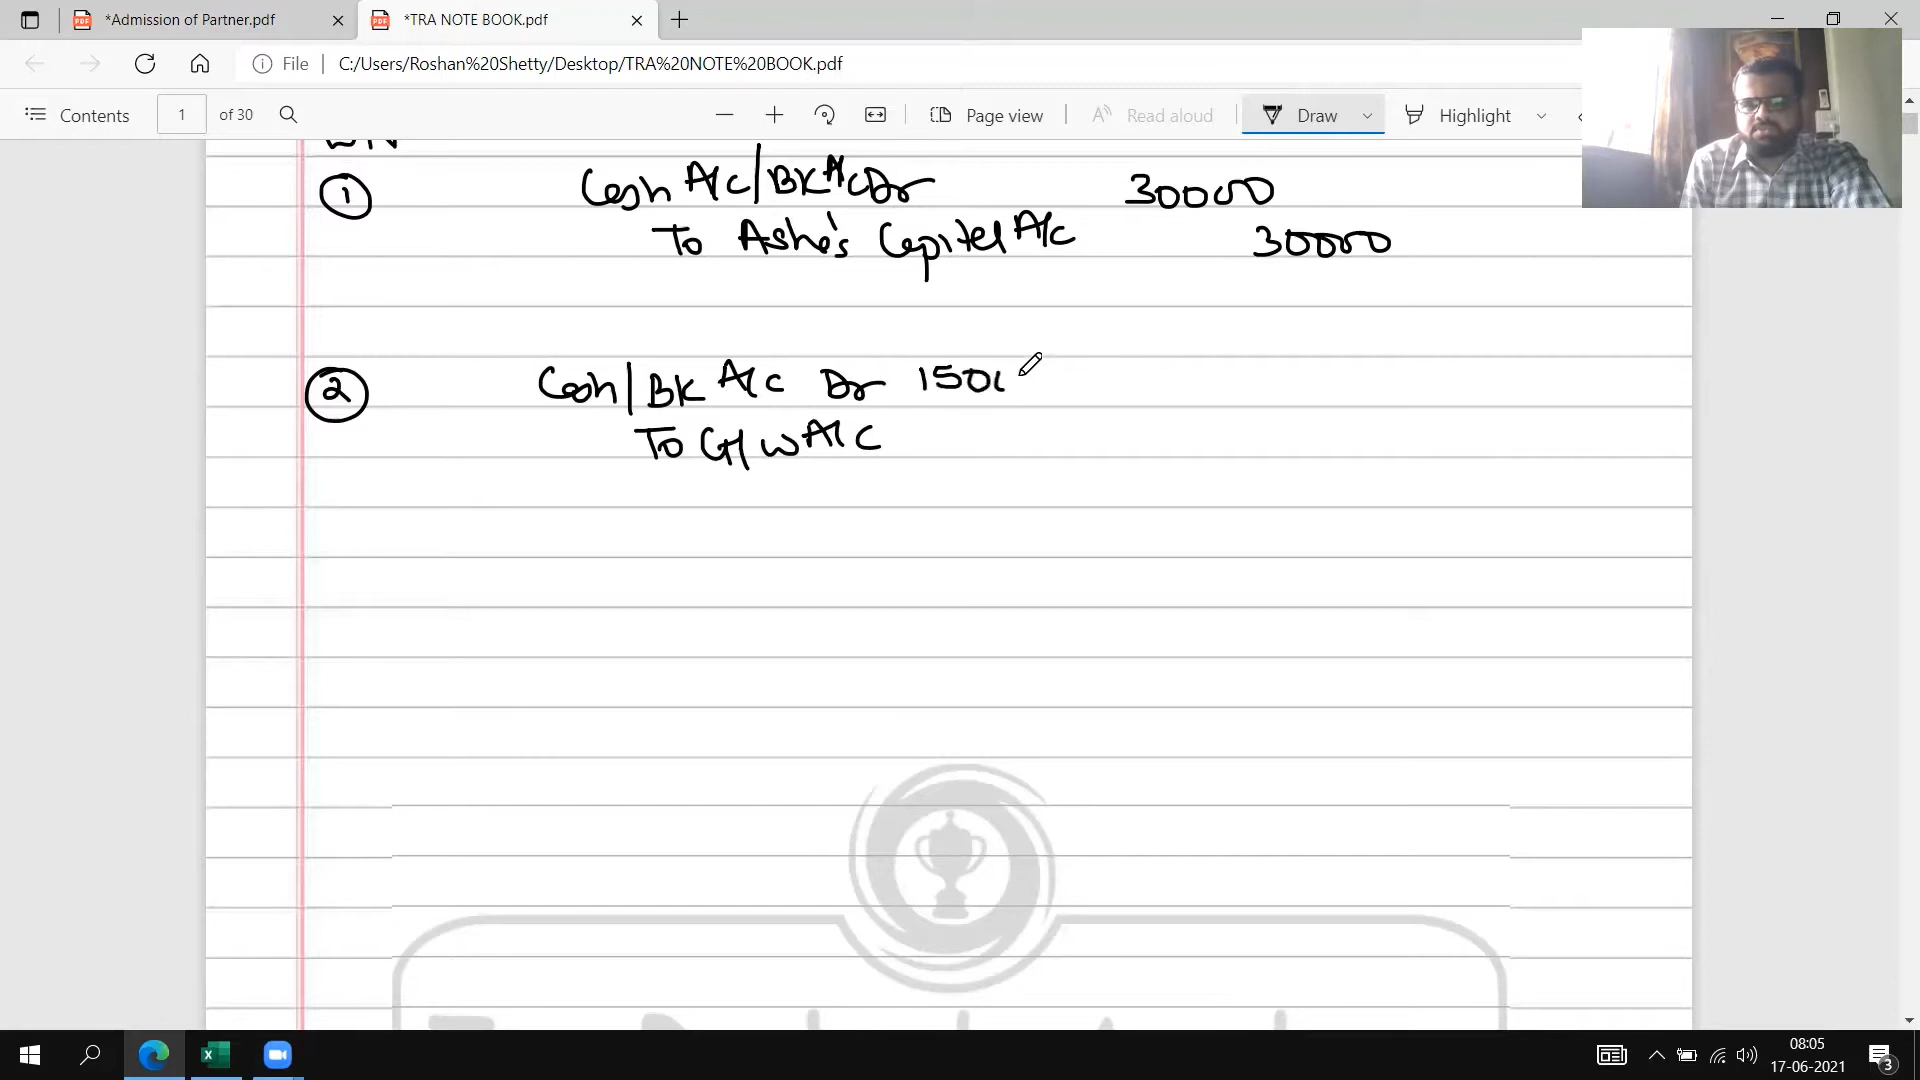 *Admission of Partner.pdf
*TRA NOTE BOOK.pdf
File
C:/Users/Roshan%20Shetty/Desktop/TRA%20NOTE%20BOOK.pdf
Contents
1
of 30
Page view
Read aloud
Draw
Highlight
WN
1 Cash A/c/BK A/c Dr 30000
To Asha's Capital A/c 30000
2 Cash/BK A/c Dr 150
To G/W A/C
08:05
17-06-2021
3